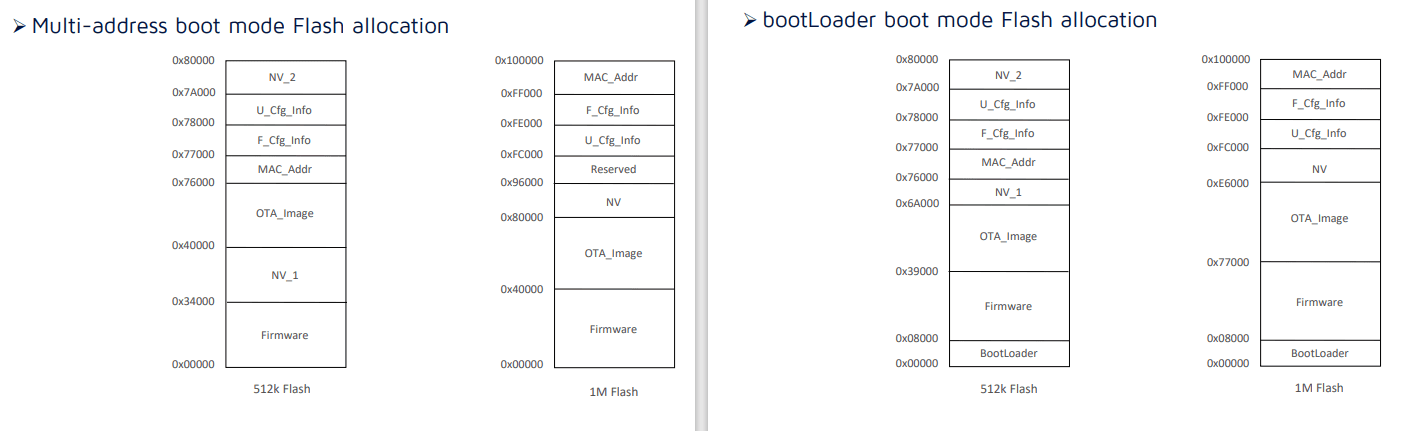 ➢ Multi-address boot mode Flash allocation
0x80000
NV_2
0x7A000
U_Cfg_Info
0x78000
F_Cfg_Info
0x77000
MAC_Addr
0x76000
OTA_Image
0x40000
NV_1
0x34000
Firmware
0x00000
512k Flash
0x100000
MAC_Addr
0xFF000
F_Cfg_Info
0xFE000
U_Cfg_Info
0xFC000
Reserved
0x96000
NV
0x80000
OTA_Image
0x40000
Firmware
0x00000
1M Flash
➢ bootLoader boot mode Flash allocation
0x80000
NV_2
0x7A000
U_Cfg_Info
0x78000
F_Cfg_Info
0x77000
MAC_Addr
0x76000
NV_1
0x6A000
OTA_Image
0x39000
Firmware
0x08000
BootLoader
0x00000
512k Flash
0x100000
MAC_Addr
0xFF000
F_Cfg_Info
0xFE000
U_Cfg_Info
0xFC000
NV
0xE6000
OTA_Image
0x77000
Firmware
0x08000
BootLoader
0x00000
1M Flash